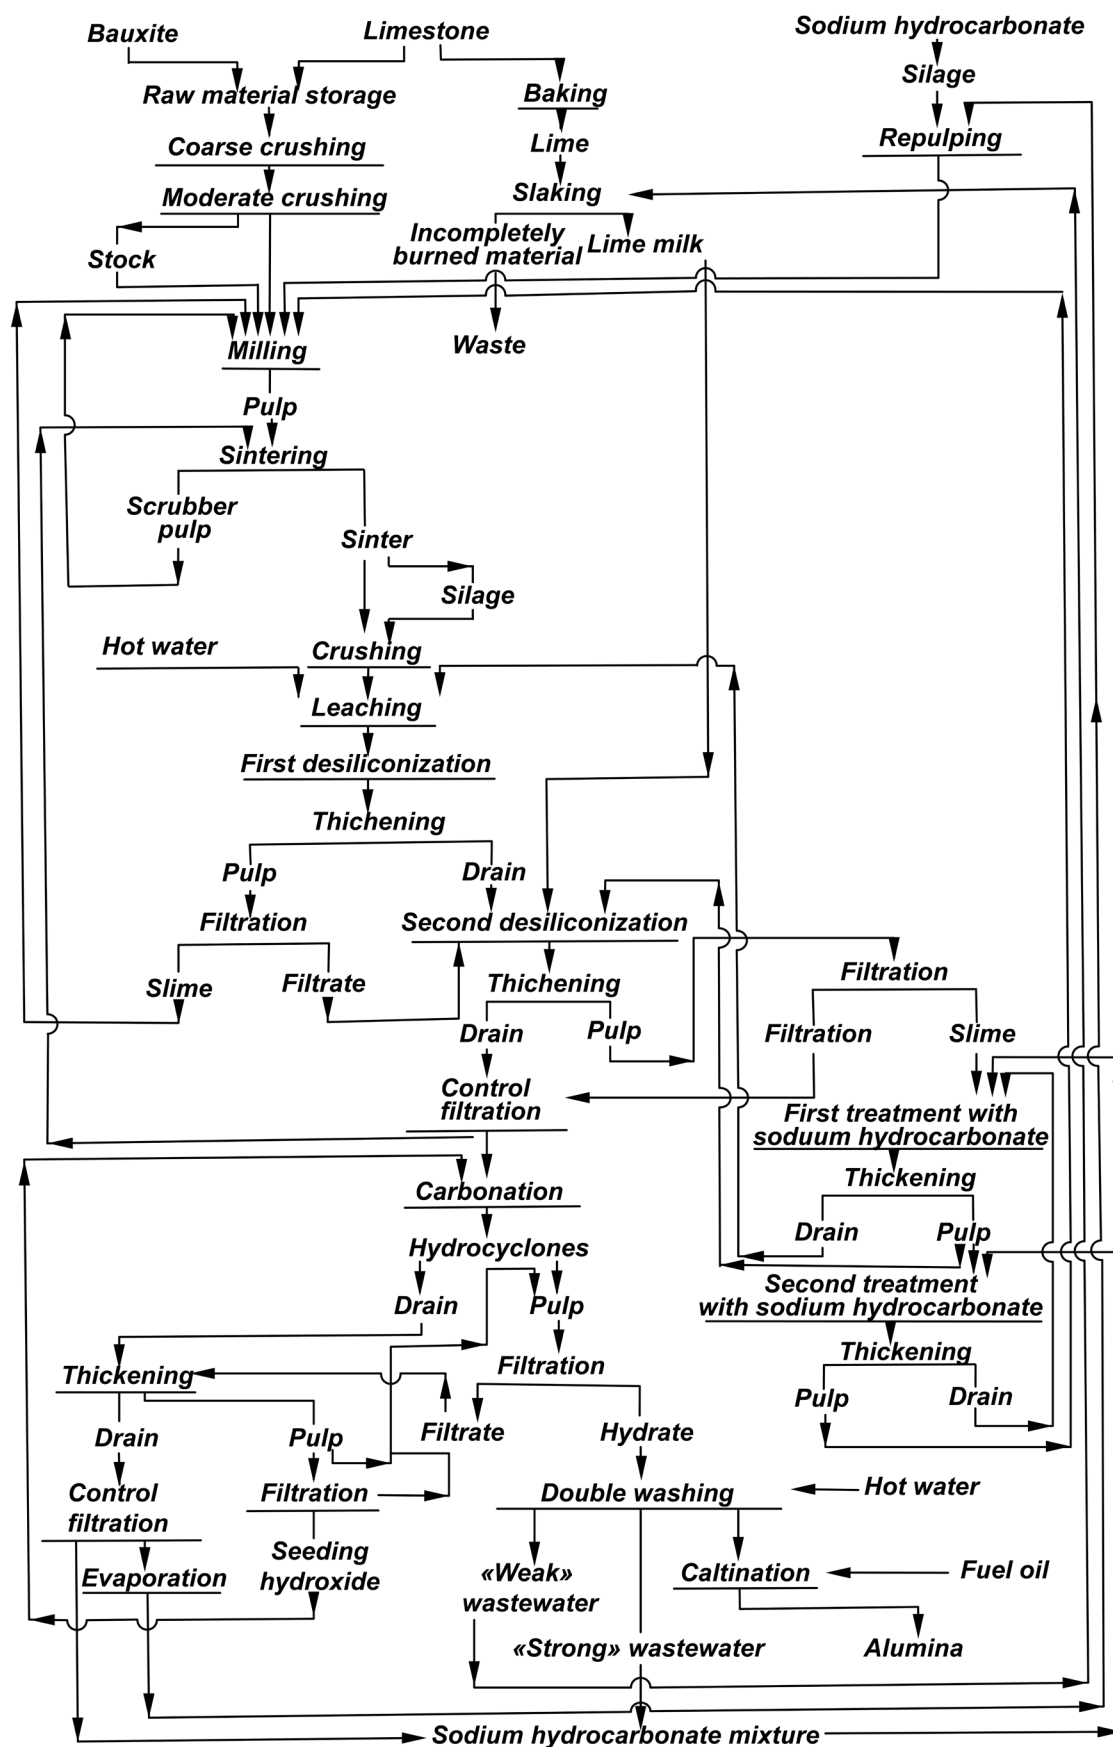 Bauxite
Limestone
Sodium hydrocarbonate
Silage
Raw material storage
Baking
Repulping
Coarse crushing
Lime
Moderate crushing
Slaking
Incompletely
burned material
Lime milk
Stock
Waste
Milling
Pulp
Sintering
Scrubber
pulp
Sinter
Silage
Hot water
Crushing
Leaching
First desiliconization
Thichening
Pulp
Drain
Filtration
Second desiliconization
Slime
Filtrate
Thichening
Filtration
Drain
Pulp
Filtration
Slime
Control
filtration
First treatment with
soduum hydrocarbonate
Thickening
Carbonation
Drain
Pulp
Hydrocyclones
Second treatment
with sodium hydrocarbonate
Drain
Pulp
Thickening
Filtration
Thickening
Pulp
Drain
Drain
Pulp
Filtrate
Hydrate
Control
filtration
Filtration
Double washing
Hot water
Evaporation
Seeding
hydroxide
«Weak»
wastewater
Caltination
Fuel oil
«Strong» wastewater
Alumina
Sodium hydrocarbonate mixture